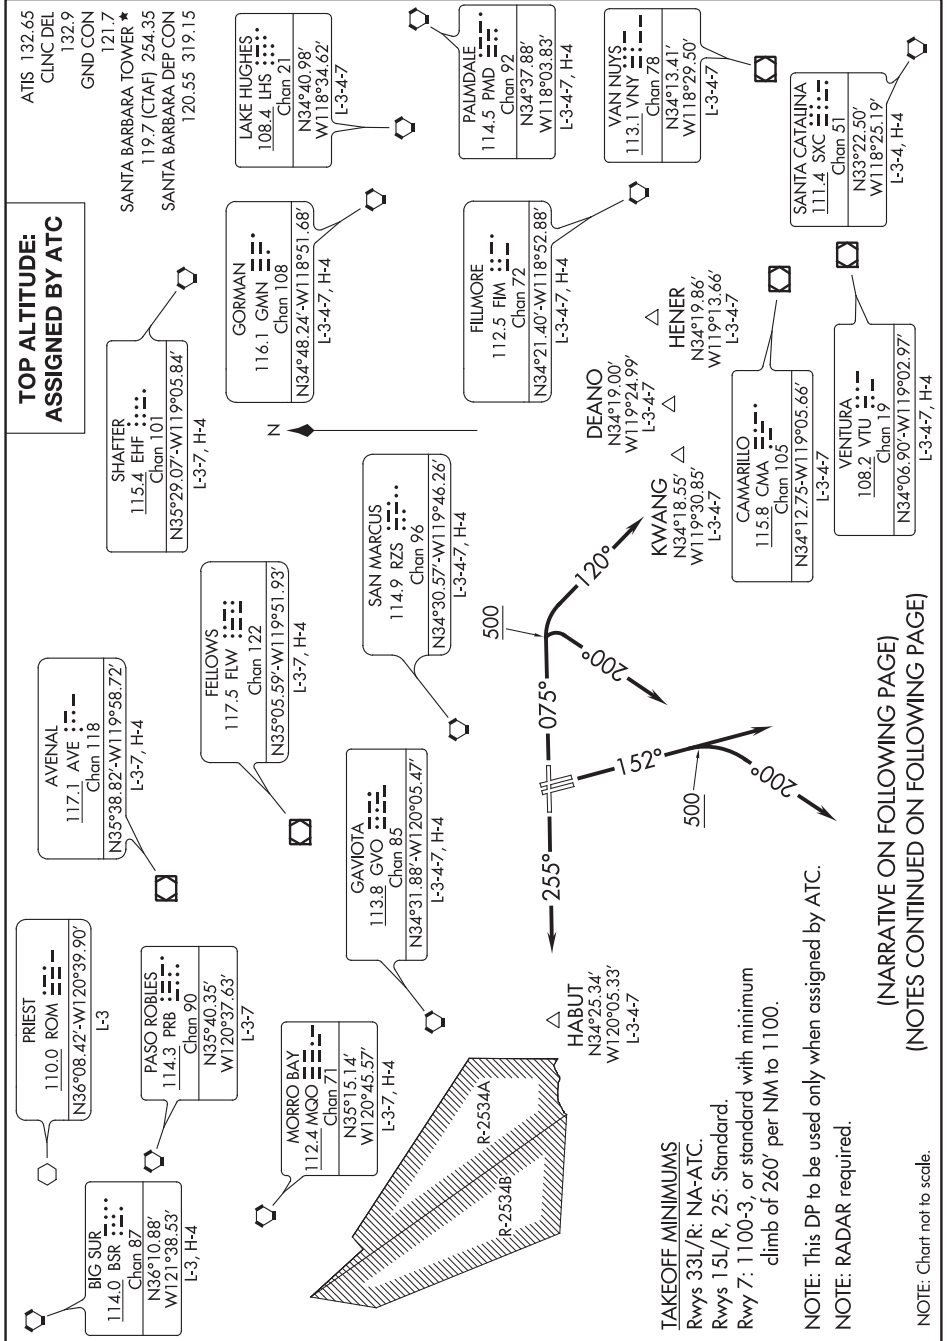 TOP ALTITUDE:
ASSIGNED BY ATC
ATIS 132.65
CLNC DEL
132.9
GND CON
121.7
SANTA BARBARA TOWER ★
119.7 (CTAF) 254.35
SANTA BARBARA DEP CON
120.55 319.15
PRIEST
110.0 ROM
N36°08.42'-W120°39.90'
L-3
AVENAL
117.1 AVE
Chan 118
N35°38.82'-W119°58.72'
L-3-7, H-4
SHAFTER
115.4 EHF
Chan 101
N35°29.07'-W119°05.84'
L-3-7, H-4
BIG SUR
114.0 BSR
Chan 87
N36°10.88'
W121°38.53'
L-3, H-4
PASO ROBLES
114.3 PRB
Chan 90
N35°40.35'
W120°37.63'
L-3-7
FELLOWS
117.5 FLW
Chan 122
N35°05.59'-W119°51.93'
L-3-7, H-4
GORMAN
116.1 GMN
Chan 108
N34°48.24'-W118°51.68'
L-3-4-7, H-4
LAKE HUGHES
108.4 LHS
Chan 21
N34°40.98'
W118°34.62'
L-3-4-7
MORRO BAY
112.4 MQO
Chan 71
N35°15.14'
W120°45.57'
L-3-7, H-4
GAVIOTA
113.8 GVO
Chan 85
N34°31.88'-W120°05.47'
L-3-4-7, H-4
SAN MARCUS
114.9 RZS
Chan 96
N34°30.57'-W119°46.26'
L-3-4-7, H-4
N
FILLMORE
112.5 FIM
Chan 72
N34°21.40'-W118°52.88'
L-3-4-7, H-4
PALMDALE
114.5 PMD
Chan 92
N34°37.88'
W118°03.83'
L-3-4-7, H-4
VAN NUYS
113.1 VNY
Chan 78
N34°13.41'
W118°29.50'
L-3-4-7
R-2534A
R-2534B
HABUT
N34°25.34'
W120°05.33'
L-3-4-7
255°
075°
500
120°
200°
152°
500
200°
KWANG
N34°18.55'
W119°30.85'
L-3-4-7
DEANO
N34°19.00'
W119°24.99'
L-3-4-7
HENER
N34°19.86'
W119°13.66'
L-3-4-7
CAMARILLO
115.8 CMA
Chan 105
N34°12.75-W119°05.66'
L-3-4-7
VENTURA
108.2 VTU
Chan 19
N34°06.90'-W119°02.97'
L-3-4-7, H-4
SANTA CATALINA
111.4 SXC
Chan 51
N33°22.50'
W118°25.19'
L-3-4, H-4
TAKEOFF MINIMUMS
Rwys 33L/R: NA-ATC.
Rwys 15L/R, 25: Standard.
Rwy 7: 1100-3, or standard with minimum
climb of 260' per NM to 1100.
NOTE: This DP to be used only when assigned by ATC.
NOTE: RADAR required.
(NARRATIVE ON FOLLOWING PAGE)
(NOTES CONTINUED ON FOLLOWING PAGE)
NOTE: Chart not to scale.